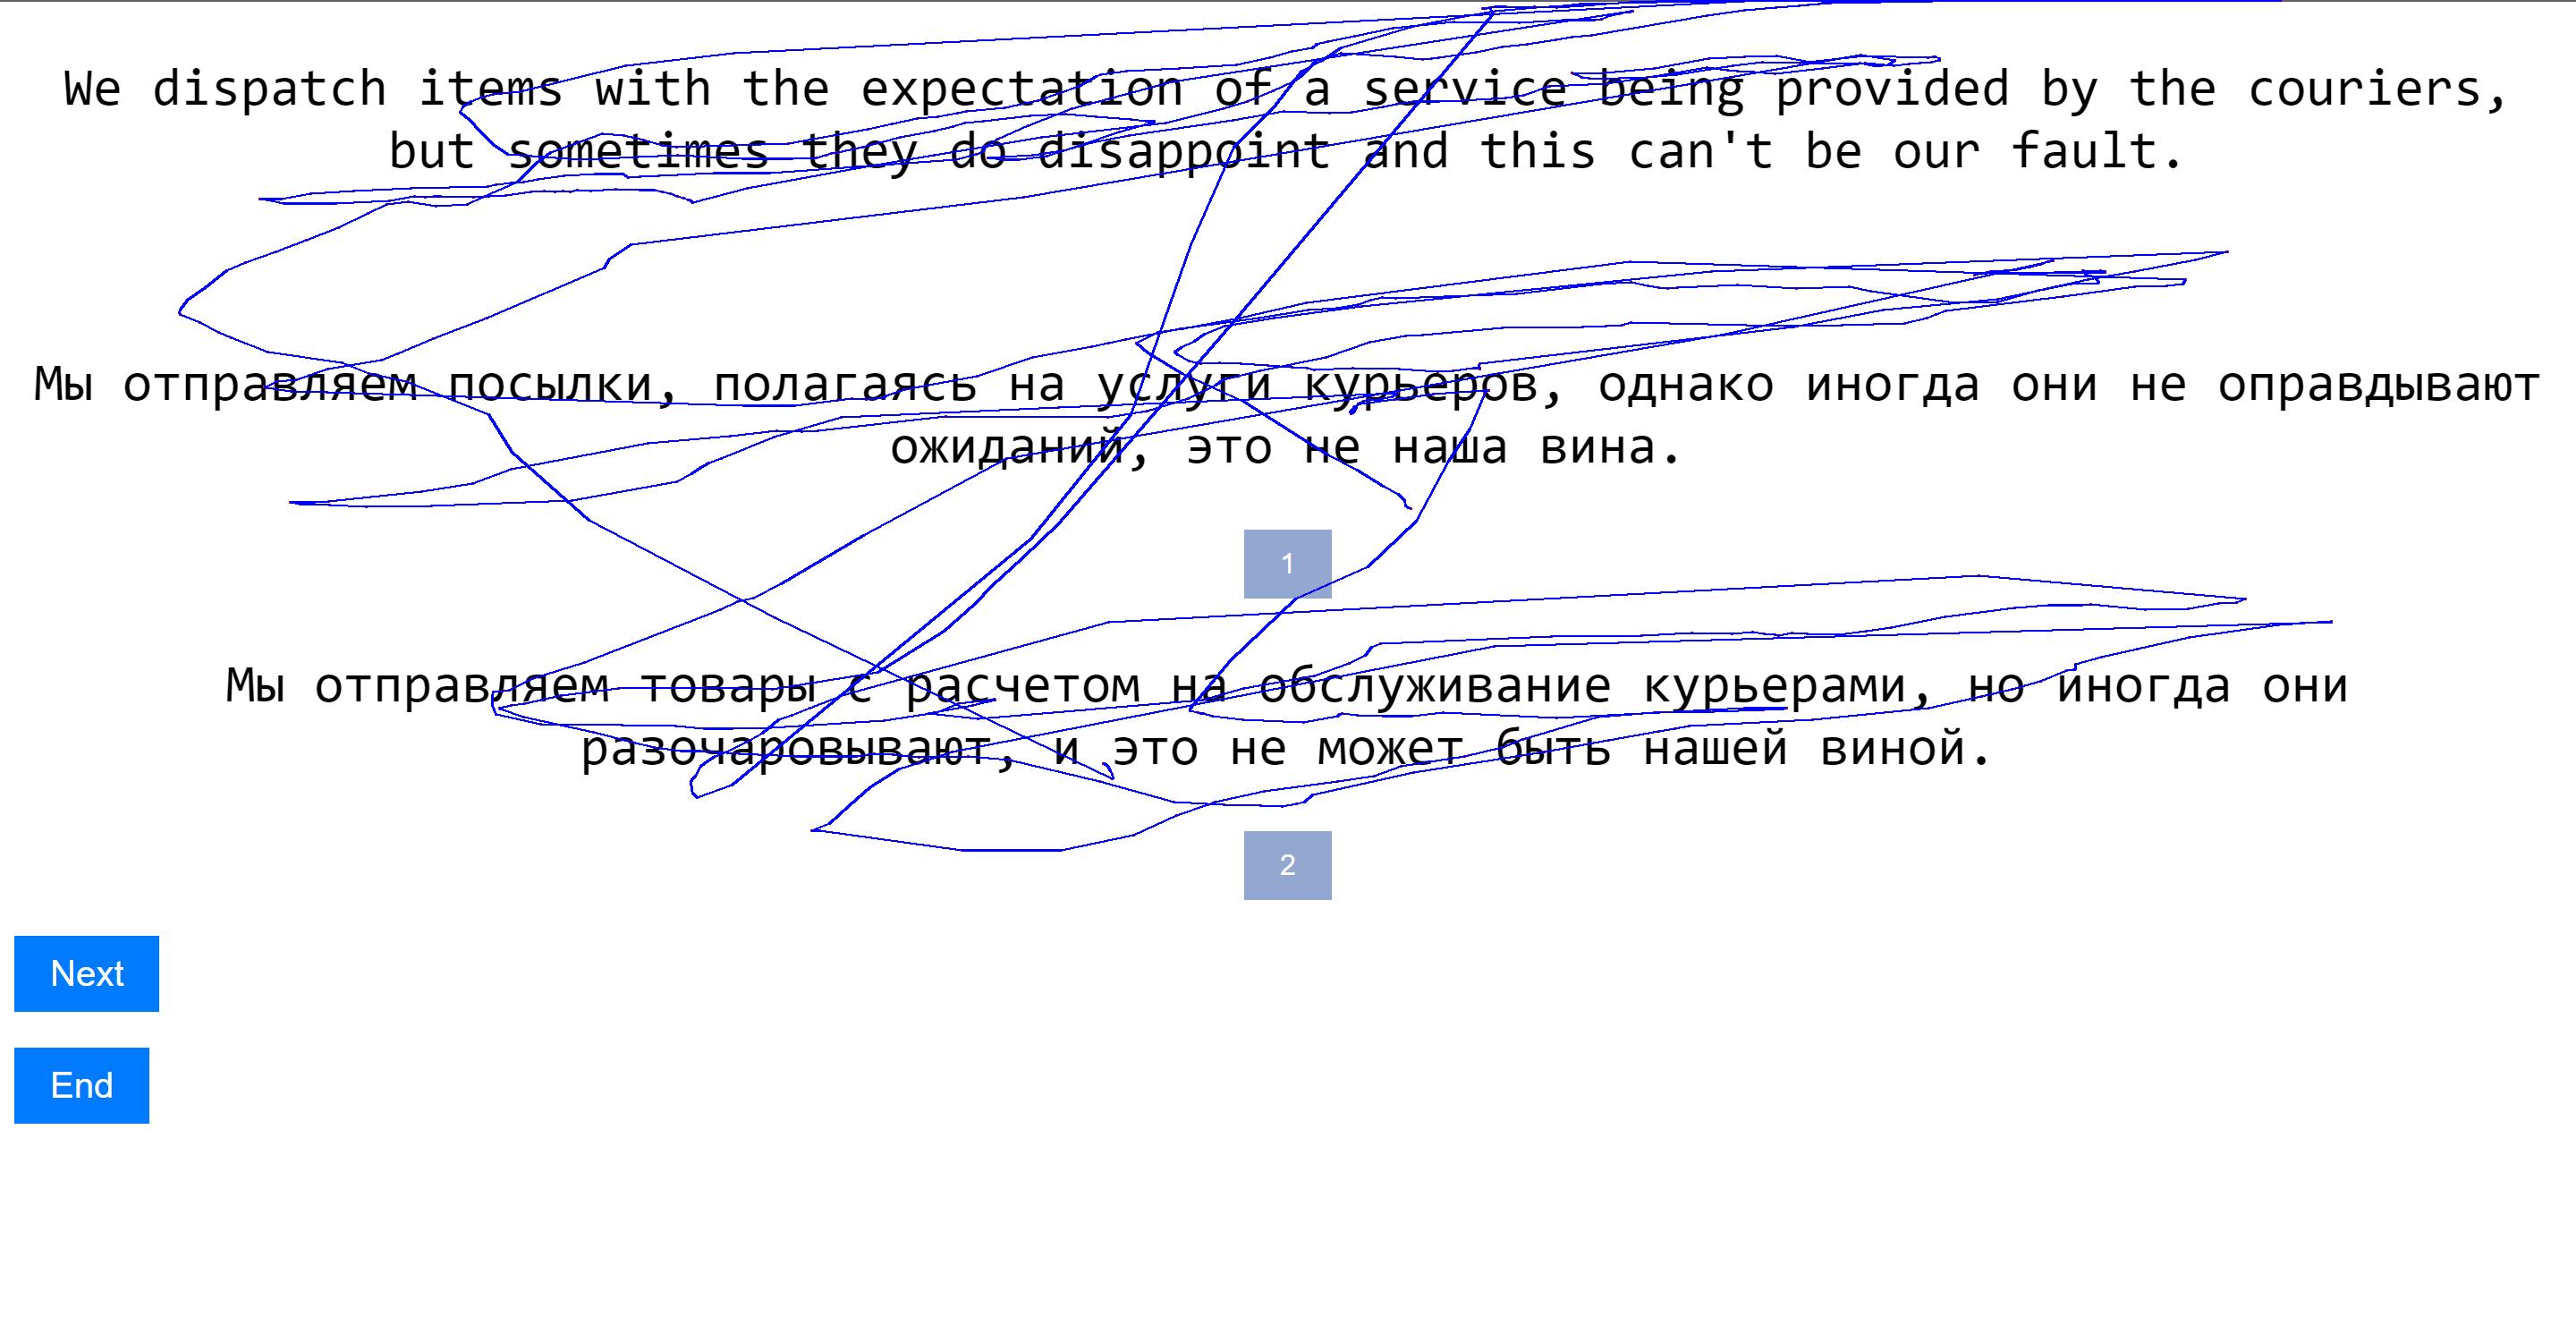 We dispatch items with the expectation of a service being provided by the couriers,
but sometimes they do disappoint and this can't be our fault.
Мы отправляем посылки, полагаясь на услуги курьеров, однако иногда они не оправдывают
ожиданий, это не наша вина.
1
Мы отправляем товары с расчетом на обслуживание курьерами, но иногда они
разочаровывают, и это не может быть нашей виной.
2
Next
End